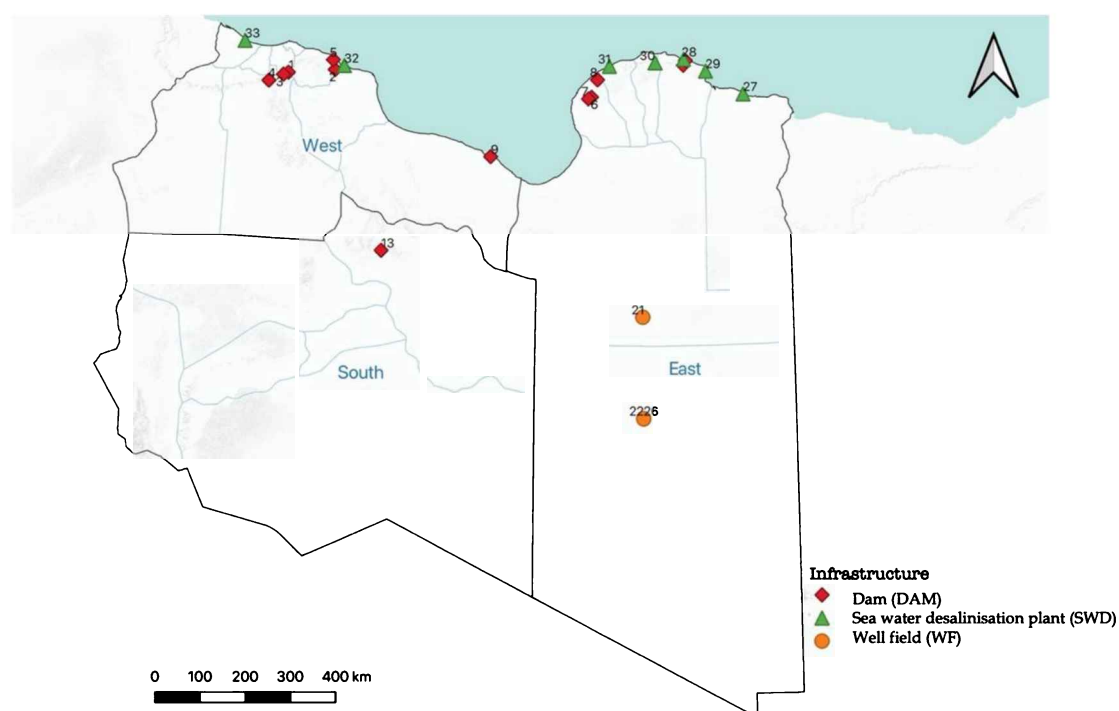 33
5
32
1
4
3
2
31
30
28
29
8
27
7
6
West
9
13
21
South
East
2226
Infrastructure
Dam (DAM)
Sea water desalinisation plant (SWD)
Well field (WF)
0 100 200 300 400 km